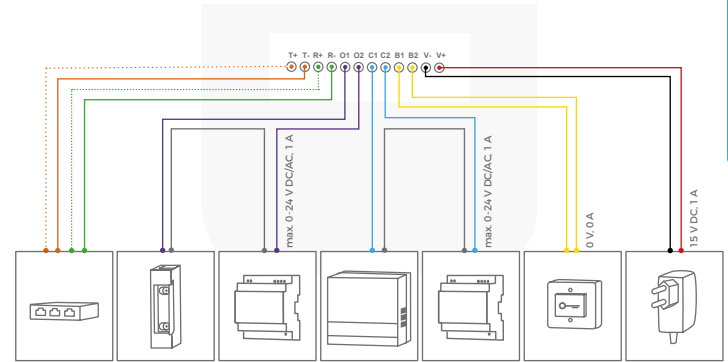 T+ T- R+ R- O1 O2 C1 C2 B1 B2 V- V+
max. 0-24 V DC/AC, 1 A
max. 0-24 V DC/AC, 1 A
0 V, 0 A
15 V DC, 1 A